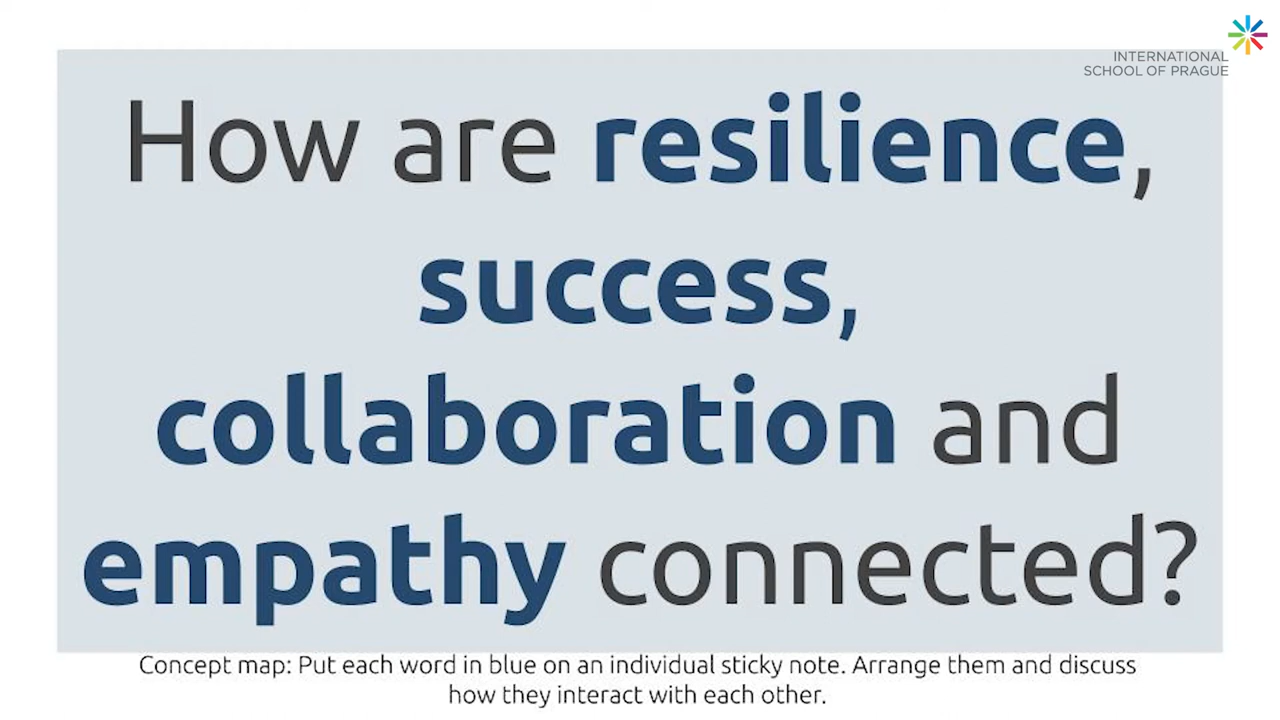 INTERNATIONAL
SCHOOL OF PRAGUE
How are resilience,
success,
collaboration and
empathy connected?
Concept map: Put each word in blue on an individual sticky note. Arrange them and discuss
how they interact with each other.